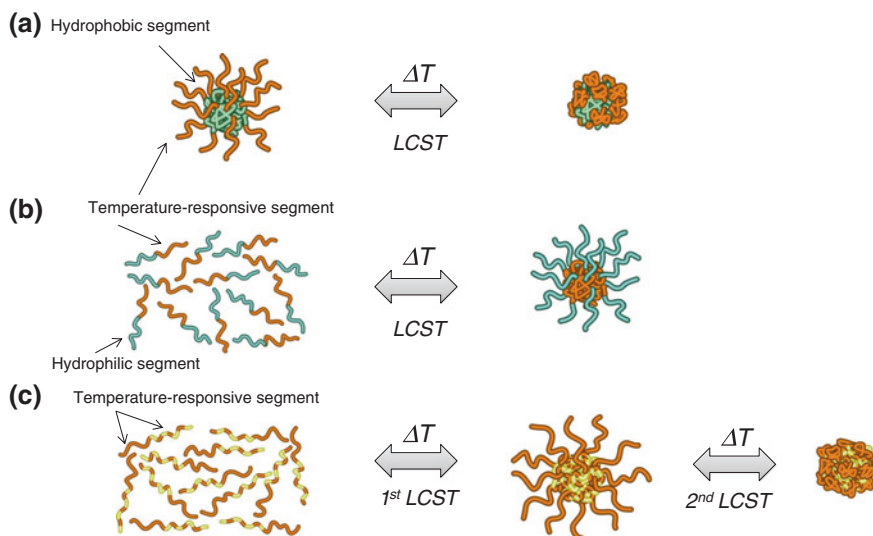 (a)
Hydrophobic segment
ΔT
LCST
Temperature-responsive segment
(b)
ΔT
LCST
Hydrophilic segment
Temperature-responsive segment
(c)
ΔT
1st LCST
ΔT
2nd LCST